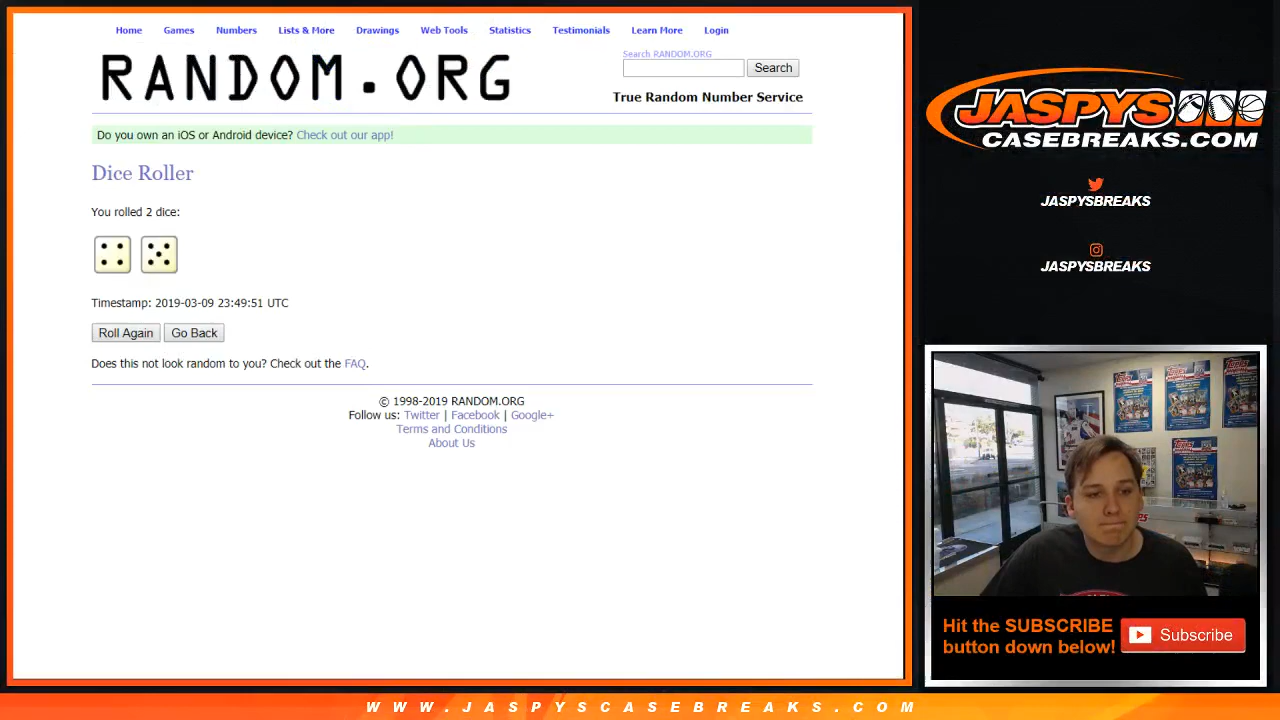 Home Games Numbers Lists & More Drawings Web Tools Statistics Testimonials Learn More Login
RANDOM.ORG
Search RANDOM.ORG
Search
True Random Number Service
Do you own an iOS or Android device? Check out our app!
Dice Roller
You rolled 2 dice:
Timestamp: 2019-03-09 23:49:51 UTC
Roll Again Go Back
Does this not look random to you? Check out the FAQ.
© 1998-2019 RANDOM.ORG
Follow us: Twitter | Facebook | Google+
Terms and Conditions
About Us
JASPYS
CASEBREAKS.COM
JASPYSBREAKS
JASPYSBREAKS
Hit the SUBSCRIBE
button down below!
Subscribe
WWW.JASPYSCASEBREAKS.COM